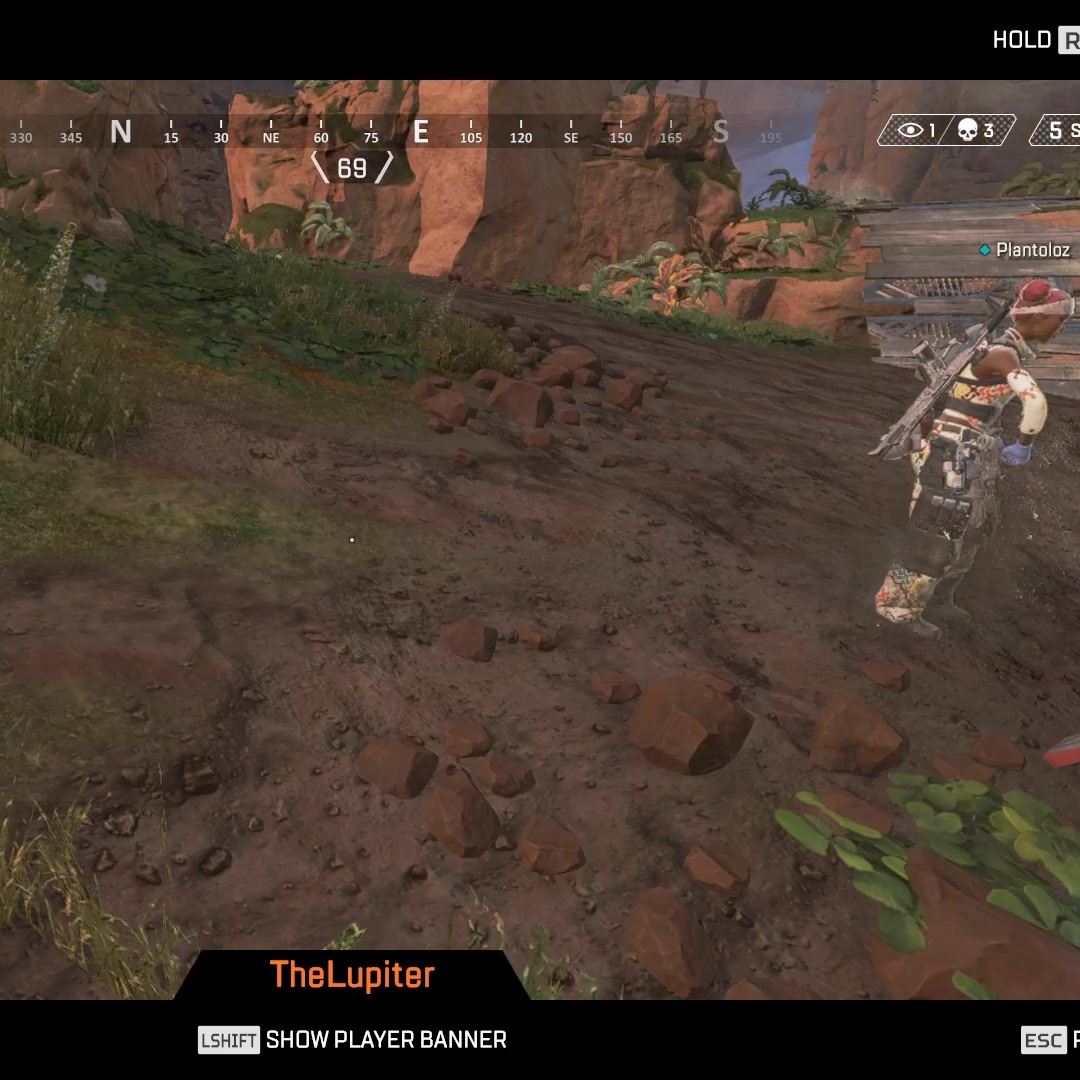 HOLD R
330 345 N 15 30 NE 60 75 E 105 120 SE 150 165 S 195
69
1 3 5 S
Plantoloz
TheLupiter
LSHIFT SHOW PLAYER BANNER
ESC